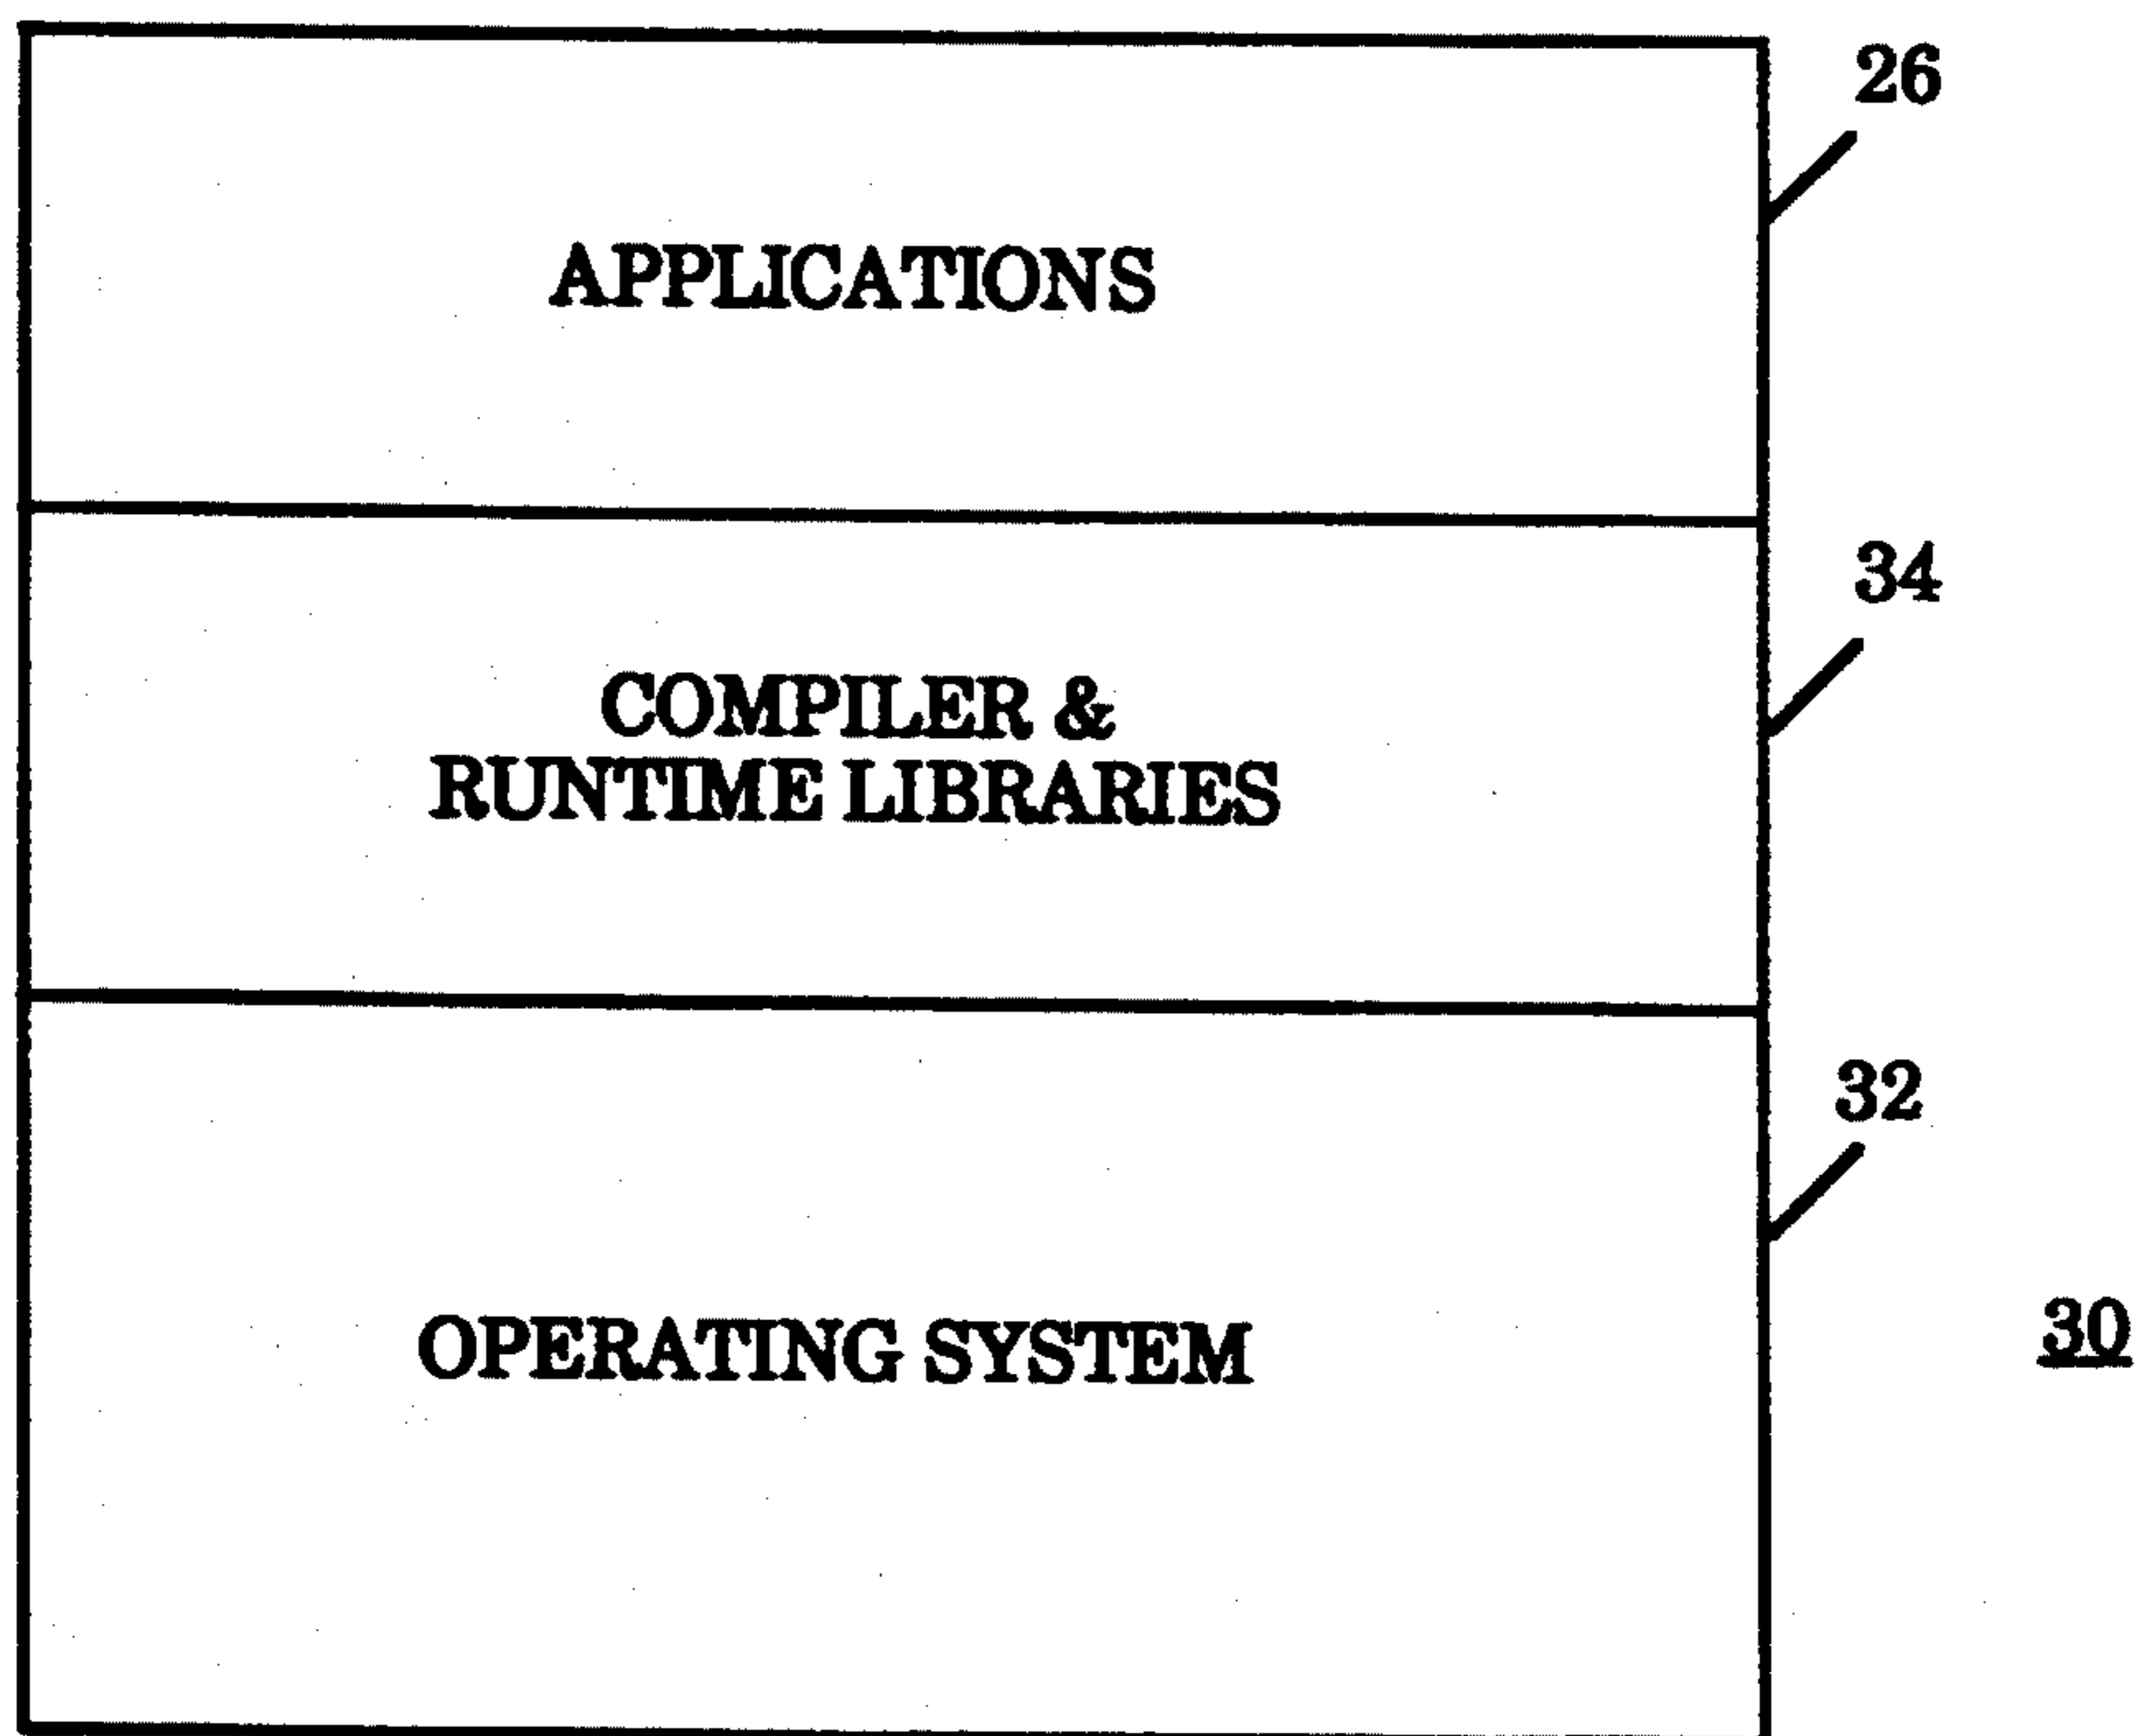 26
APPLICATIONS
34
COMPILER &
RUNTIME LIBRARIES
32
OPERATING SYSTEM
30